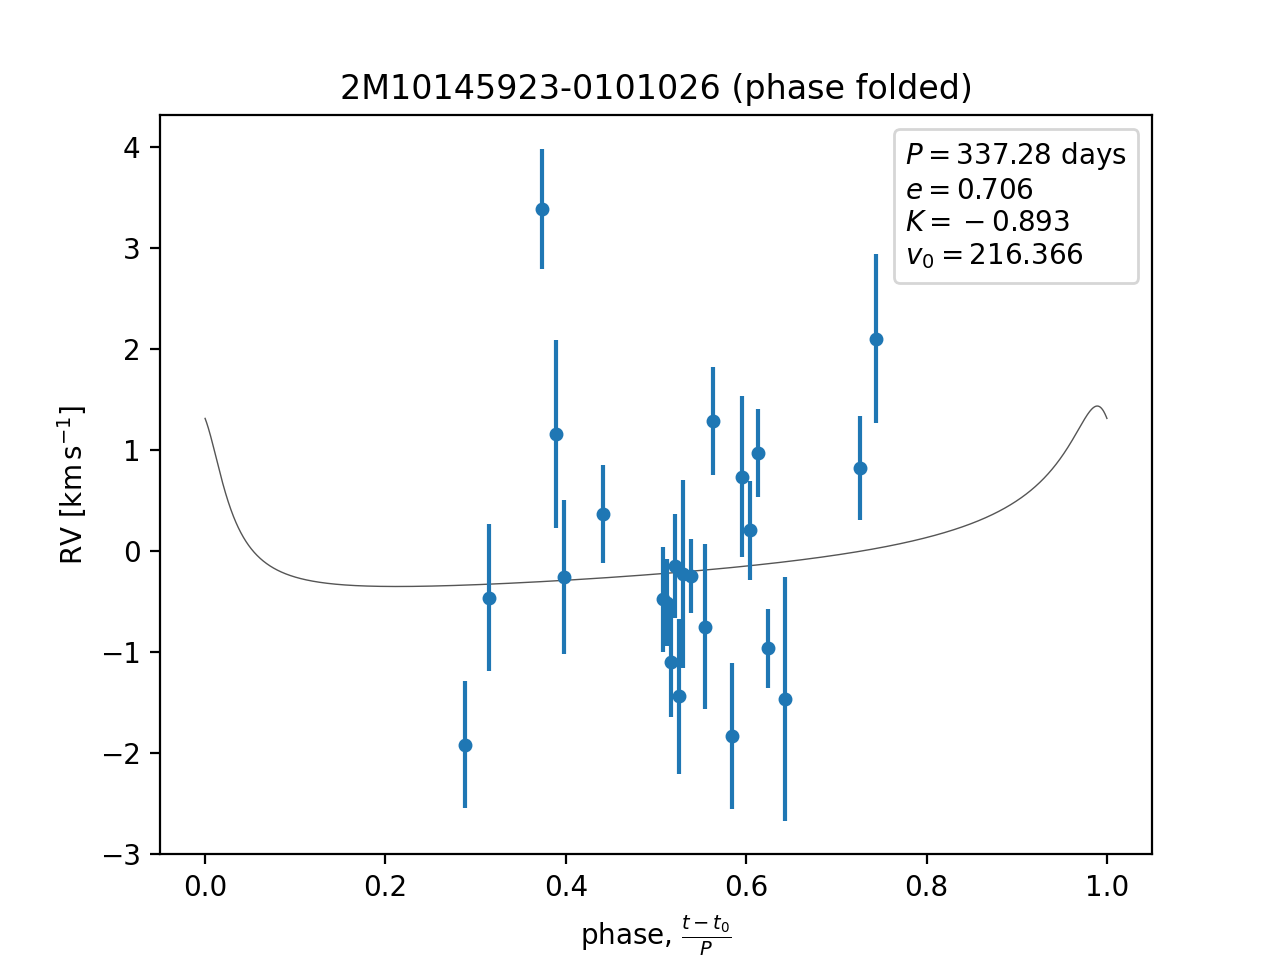 2M10145923-0101026 (phase folded)
P = 337.28 days
e = 0.706
K = −0.893
v₀ = 216.366
4
3
2
1
0
−1
−2
−3
RV [km s⁻¹]
0.0 0.2 0.4 0.6 0.8 1.0
phase, (t − t₀)/P